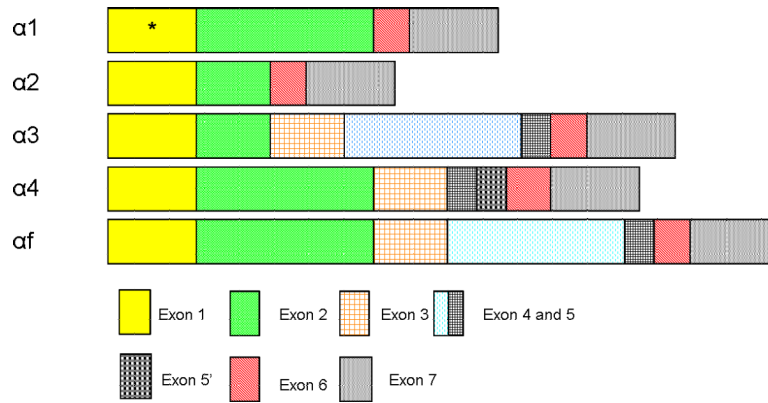 α1
*
α2
α3
α4
αf
Exon 1
Exon 2
Exon 3
Exon 4 and 5
Exon 5'
Exon 6
Exon 7